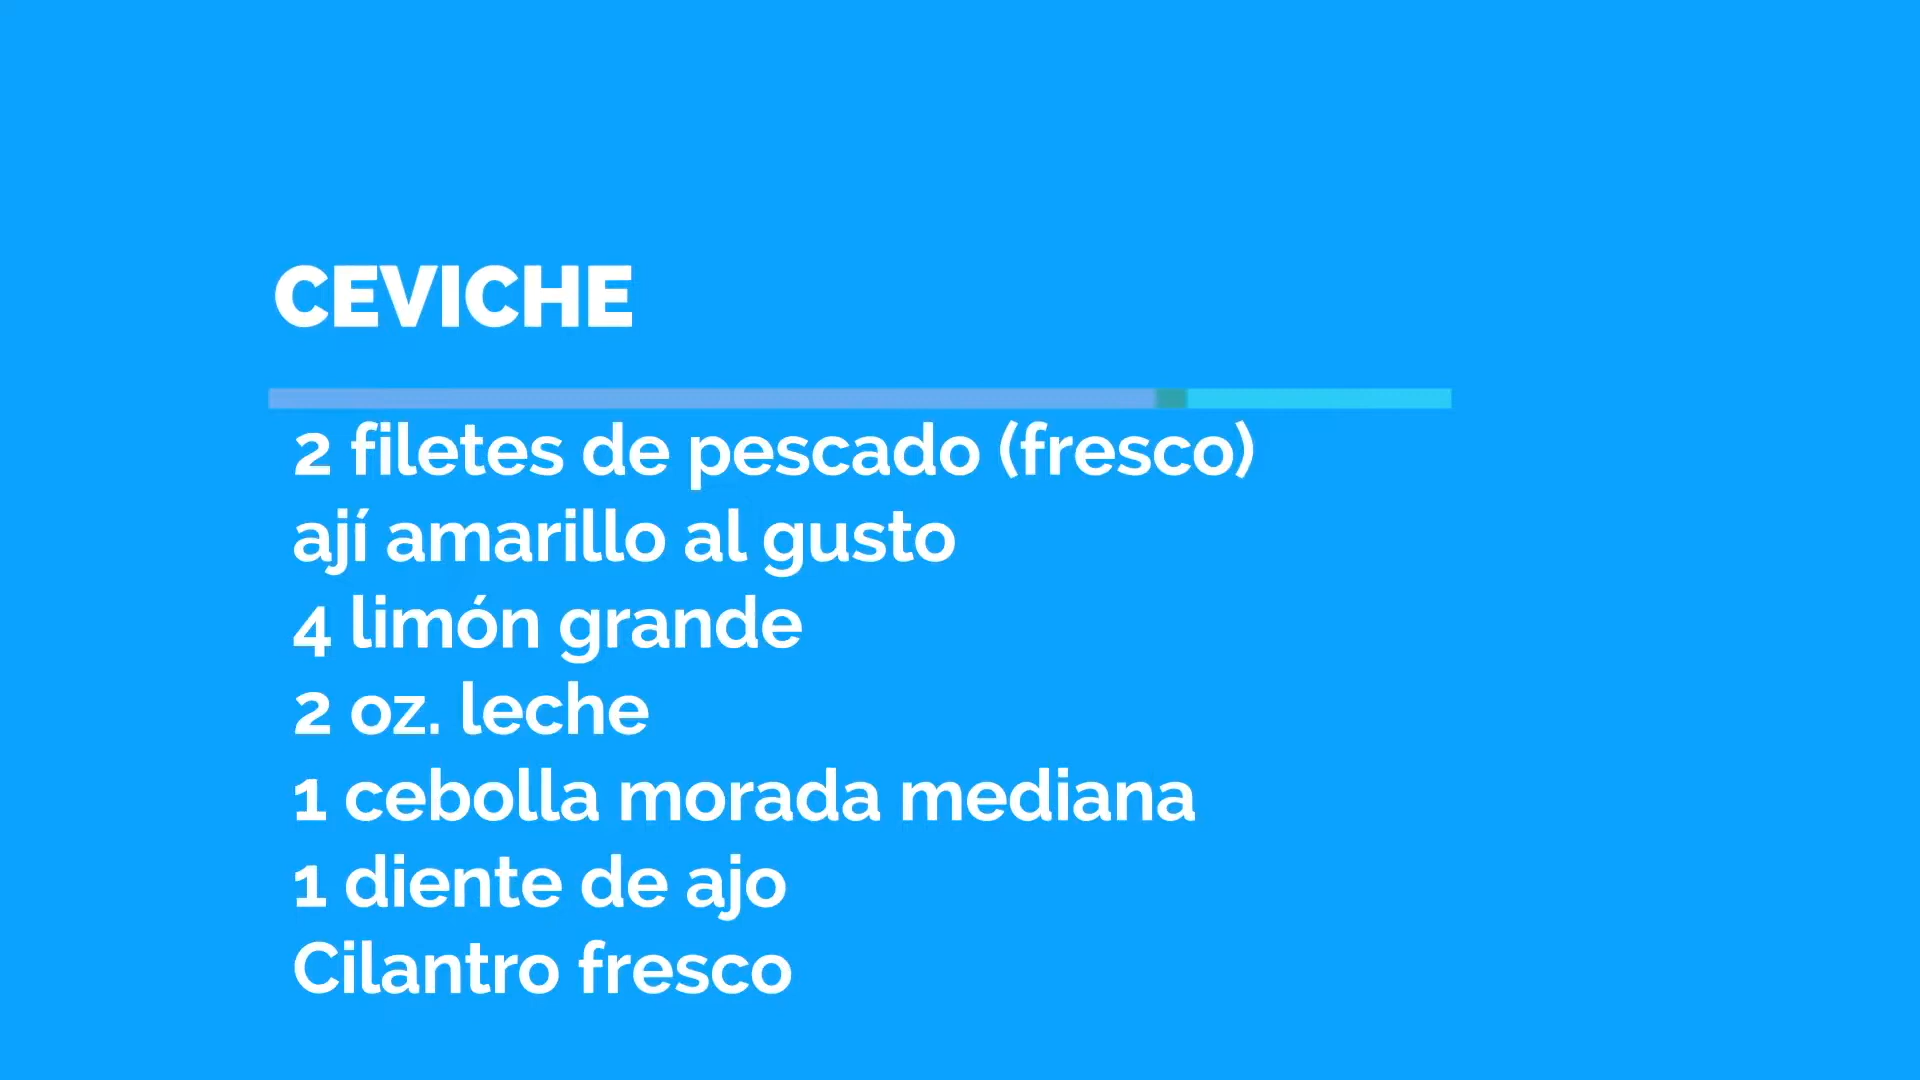 CEVICHE
2 filetes de pescado (fresco)
ají amarillo al gusto
4 limón grande
2 oz. leche
1 cebolla morada mediana
1 diente de ajo
Cilantro fresco